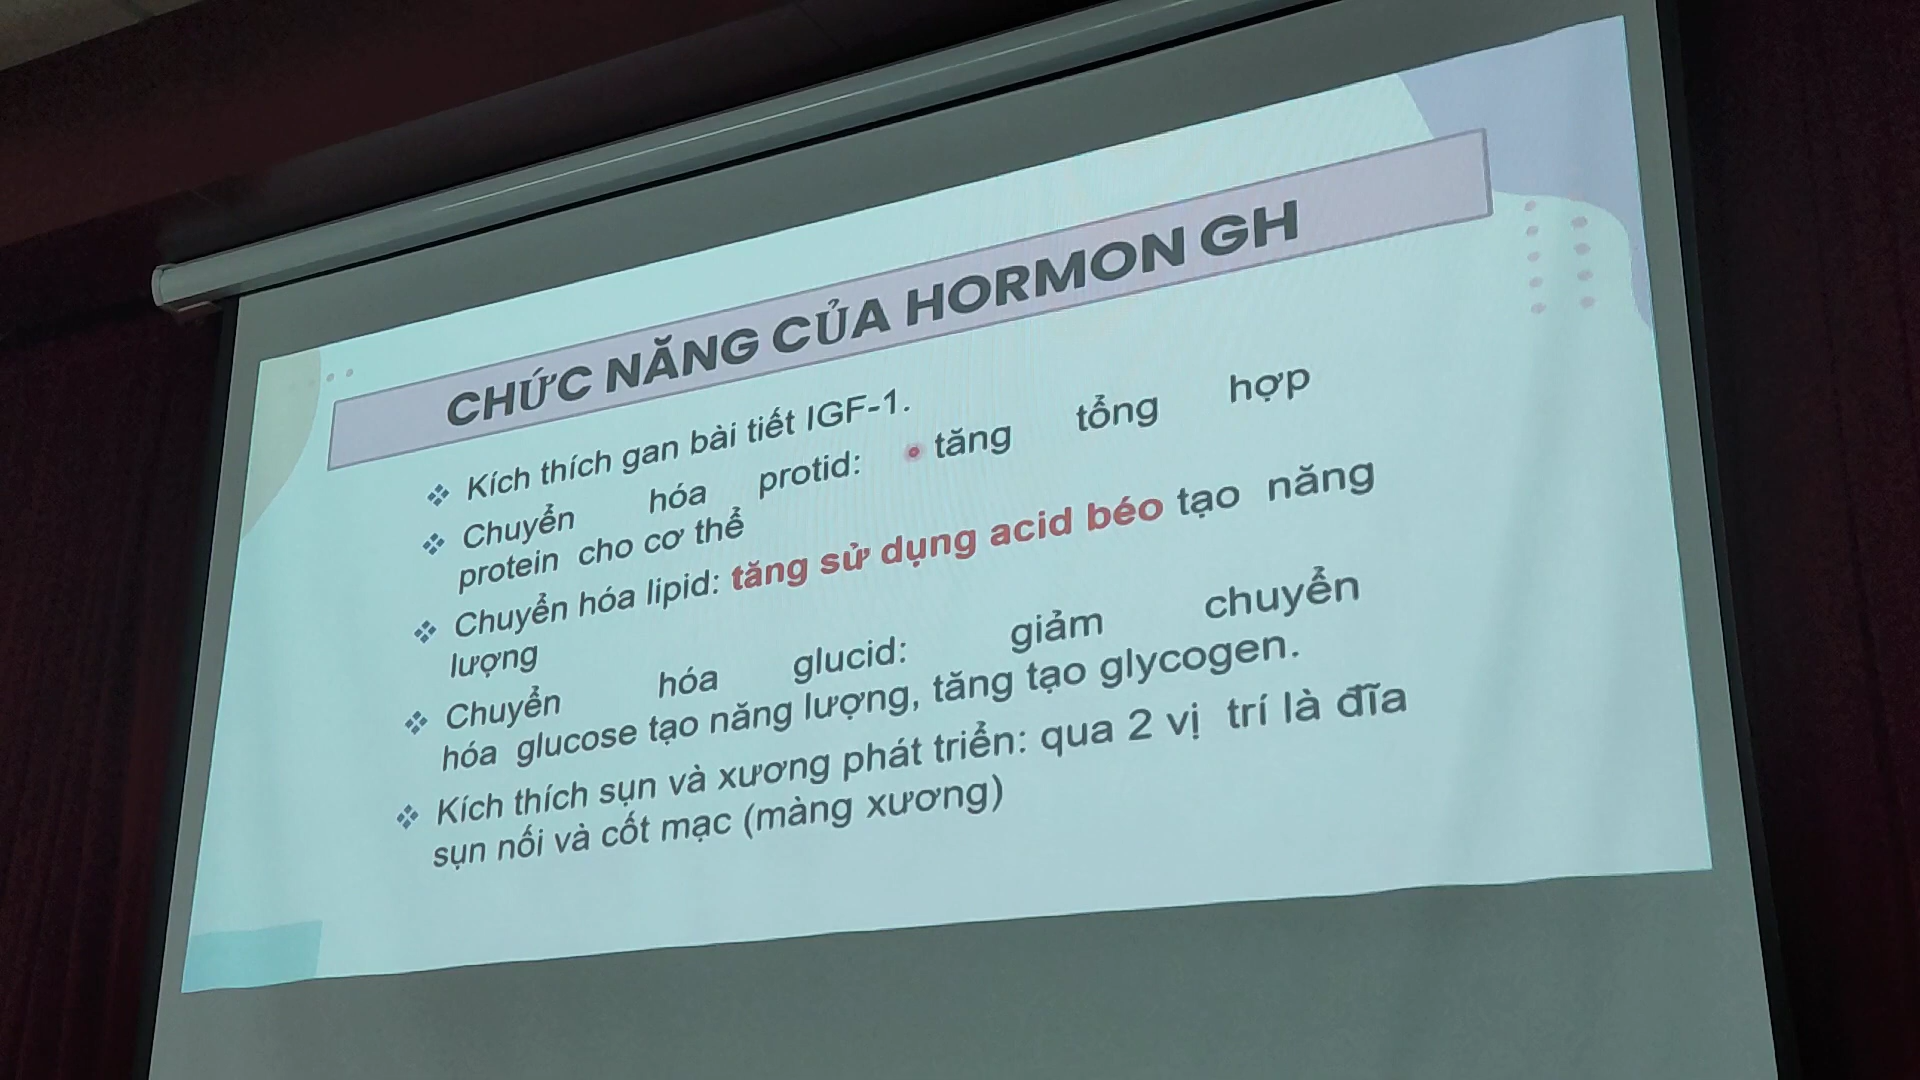 CHỨC NĂNG CỦA HORMON GH
Kích thích gan bài tiết IGF-1.
Chuyển hóa protid: tăng tổng hợp
protein cho cơ thể
Chuyển hóa lipid: tăng sử dụng acid béo tạo năng
lượng
Chuyển hóa glucid: giảm chuyển
hóa glucose tạo năng lượng, tăng tạo glycogen.
Kích thích sụn và xương phát triển: qua 2 vị trí là đĩa
sụn nối và cốt mạc (màng xương)